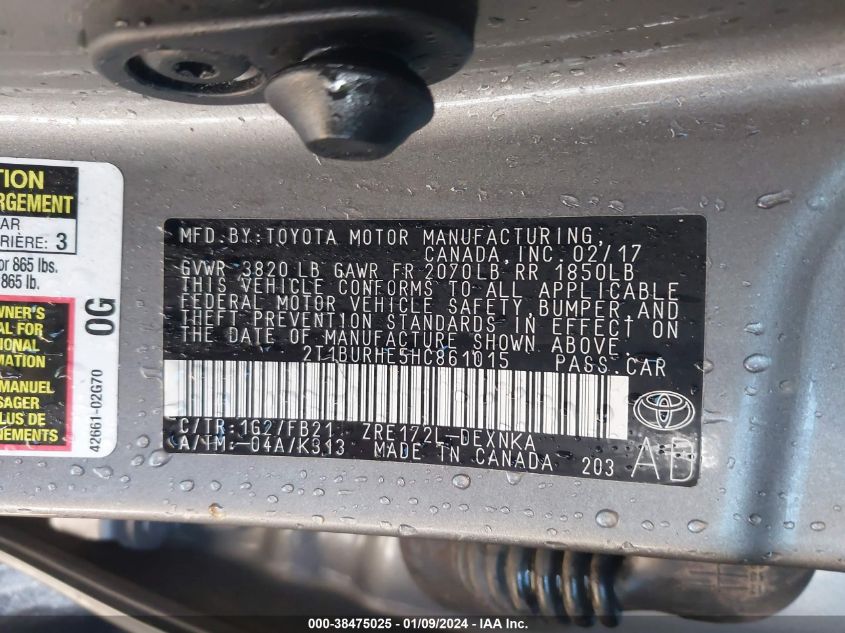 TION
RGEMENT
AR
RIÈRE: 3
or 865 lbs.
865 lb.
WNER'S
AL FOR
IONAL
MATION
MANUEL
SAGER
LUS DE
NEMENTS
0G
42661-02G70
MFD.BY:TOYOTA MOTOR MANUFACTURING,
CANADA,INC. 02/17
GVWR 3820 LB GAWR FR 2070LB RR 1850LB
THIS VEHICLE CONFORMS TO ALL APPLICABLE
FEDERAL MOTOR VEHICLE SAFETY,BUMPER,AND
THEFT PREVENTION STANDARDS IN EFFECT ON
THE DATE OF MANUFACTURE SHOWN ABOVE.
2T1BURHE5HC861015 PASS.CAR
C/TR:1G2/FB21 ZRE172L-DEXNKA
A/TM:-04A/K313 MADE IN CANADA 203
AD
000-38475025 - 01/09/2024 - IAA Inc.